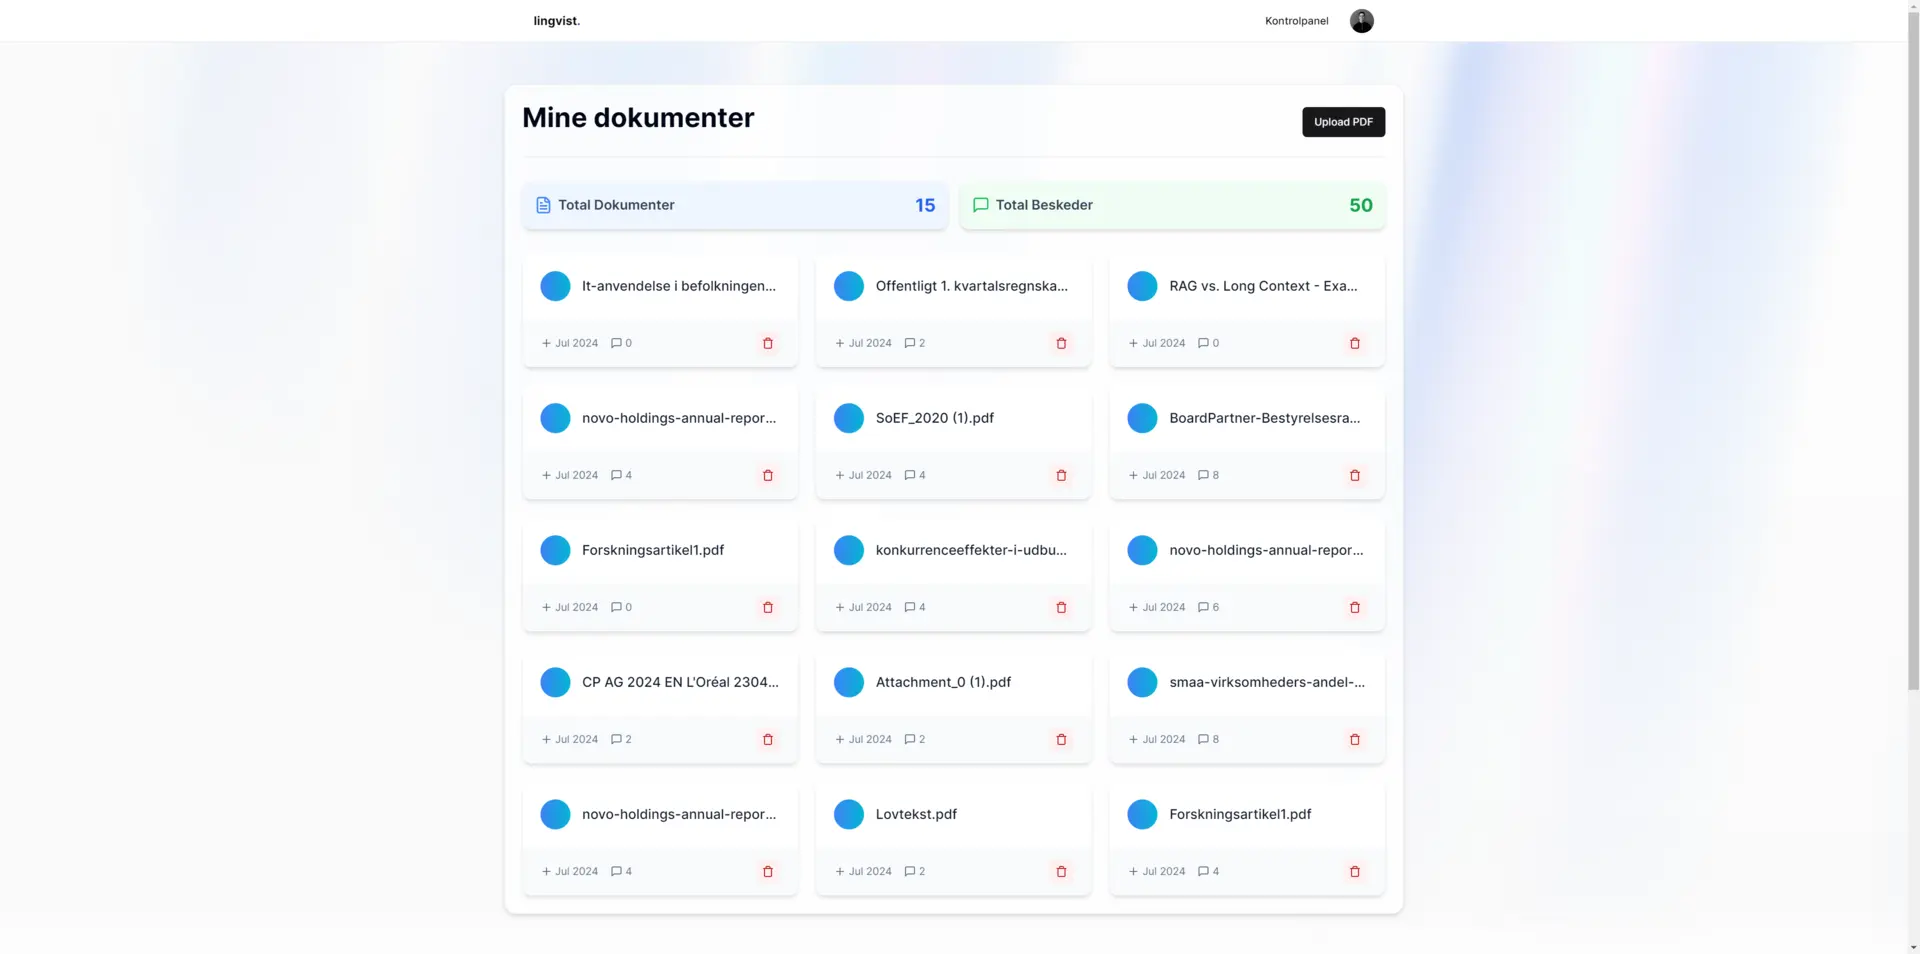 lingvist.
Kontrolpanel
Mine dokumenter
Upload PDF
Total Dokumenter 15
Total Beskeder 50
It-anvendelse i befolkningen...
Offentligt 1. kvartalsregnska...
RAG vs. Long Context - Exa...
Jul 2024 0
Jul 2024 2
Jul 2024 0
novo-holdings-annual-repor...
SoEF_2020 (1).pdf
BoardPartner-Bestyrelsesra...
Jul 2024 4
Jul 2024 4
Jul 2024 8
Forskningsartikel1.pdf
konkurrenceeffekter-i-udbu...
novo-holdings-annual-repor...
Jul 2024 0
Jul 2024 4
Jul 2024 6
CP AG 2024 EN L'Oréal 2304...
Attachment_0 (1).pdf
smaa-virksomheders-andel-...
Jul 2024 2
Jul 2024 2
Jul 2024 8
novo-holdings-annual-repor...
Lovtekst.pdf
Forskningsartikel1.pdf
Jul 2024 4
Jul 2024 2
Jul 2024 4